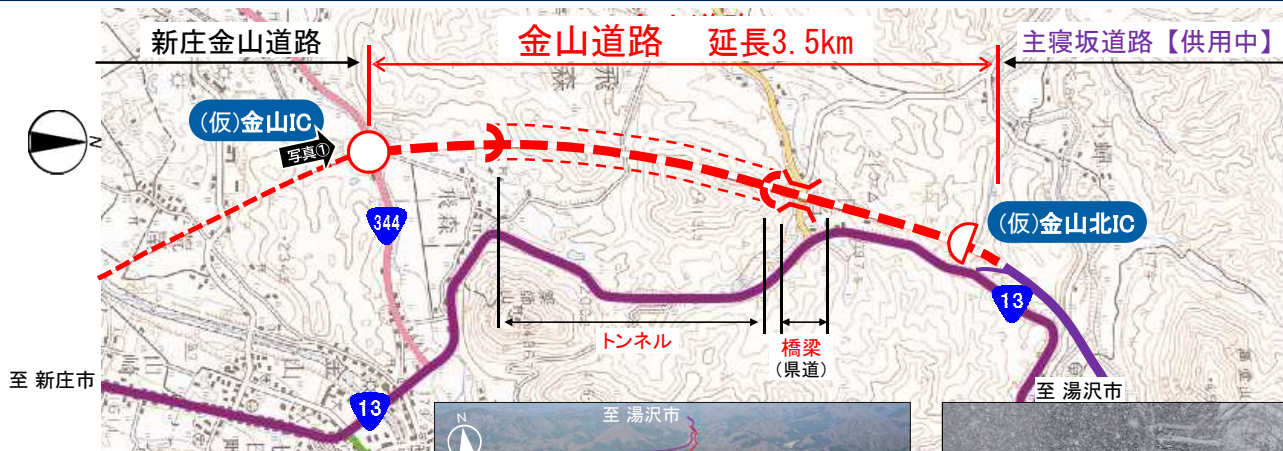 新庄金山道路
金山道路 延長3.5km
主寝坂道路【供用中】
(仮)金山IC
写真①
N
344
飛森
(仮)金山北IC
13
トンネル
橋梁
(県道)
至 新庄市
13
至 湯沢市
至 湯沢市
N